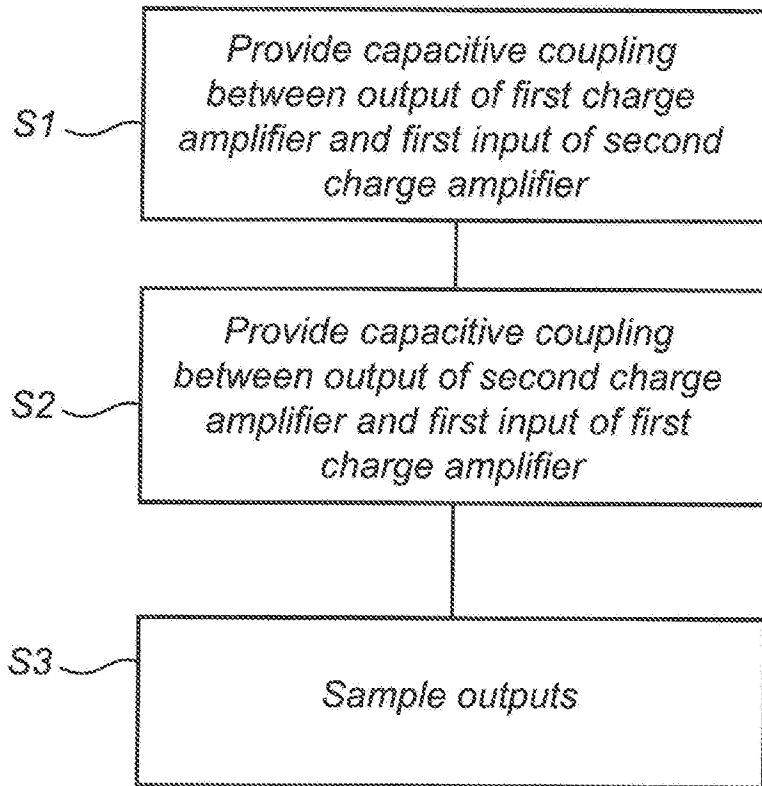 Provide capacitive coupling
between output of first charge
S1
amplifier and first input of second
charge amplifier
Provide capacitive coupling
between output of second charge
S2
amplifier and first input of first
charge amplifier
S3
Sample outputs